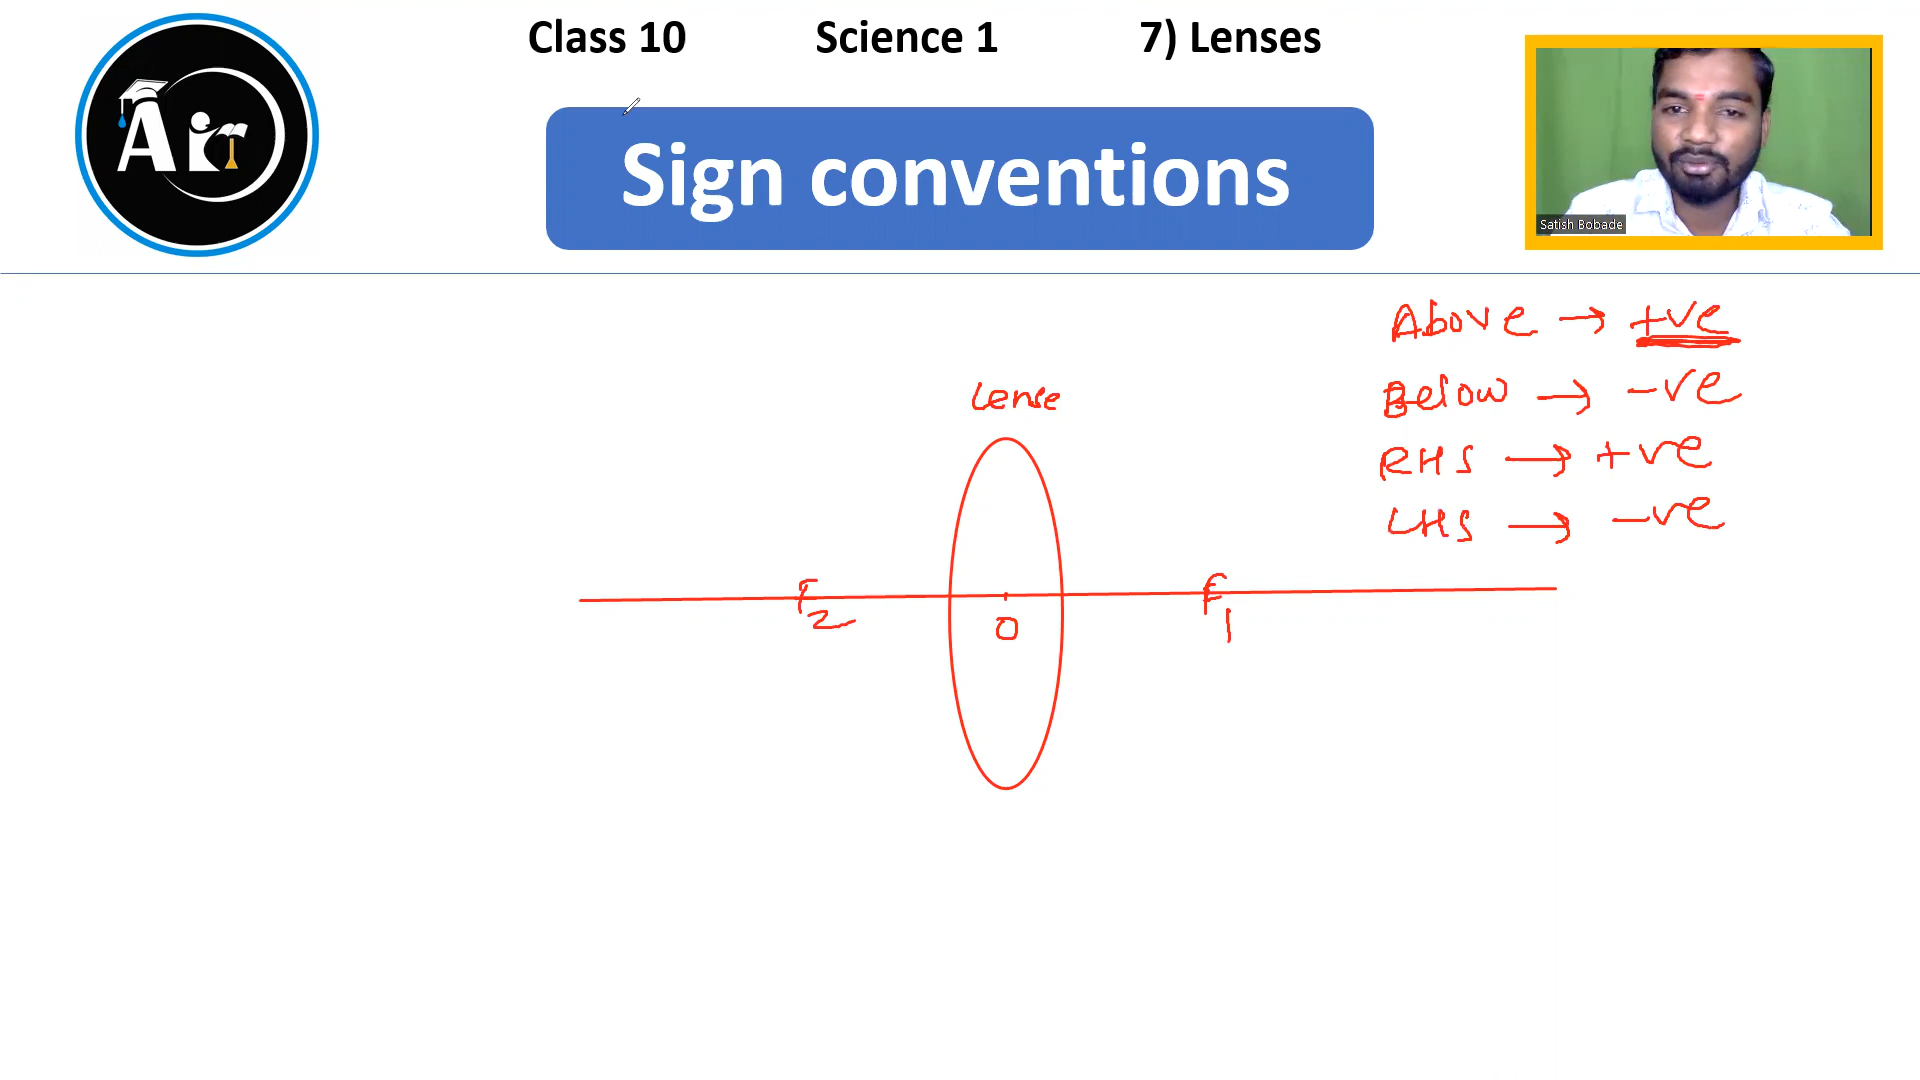 Class 10 Science 1 7) Lenses
Air
Sign conventions
Satish Bobade
Above → +ve
Below → -ve
RHS → +ve
LHS → -ve
Lense
F2 O F1